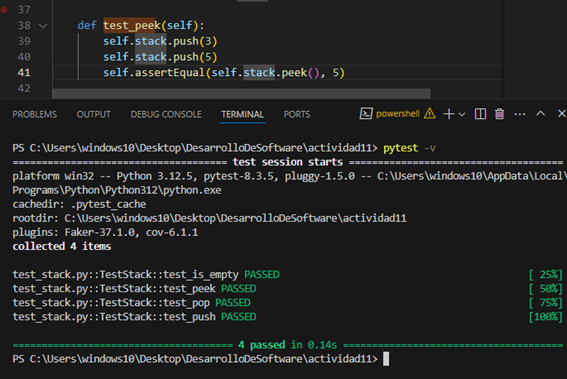 37
38 def test_peek(self):
39 self.stack.push(3)
40 self.stack.push(5)
41 self.assertEqual(self.stack.peek(), 5)
42
PROBLEMS OUTPUT DEBUG CONSOLE TERMINAL PORTS powershell
PS C:\Users\windows10\Desktop\DesarrolloDeSoftware\actividad11> pytest -v
==================================== test session starts ====================================
platform win32 -- Python 3.12.5, pytest-8.3.5, pluggy-1.5.0 -- C:\Users\windows10\AppData\Local\
Programs\Python\Python312\python.exe
cachedir: .pytest_cache
rootdir: C:\Users\windows10\Desktop\DesarrolloDeSoftware\actividad11
plugins: Faker-37.1.0, cov-6.1.1
collected 4 items
test_stack.py::TestStack::test_is_empty PASSED [ 25%]
test_stack.py::TestStack::test_peek PASSED [ 50%]
test_stack.py::TestStack::test_pop PASSED [ 75%]
test_stack.py::TestStack::test_push PASSED [100%]
===================================== 4 passed in 0.14s =====================================
PS C:\Users\windows10\Desktop\DesarrolloDeSoftware\actividad11>